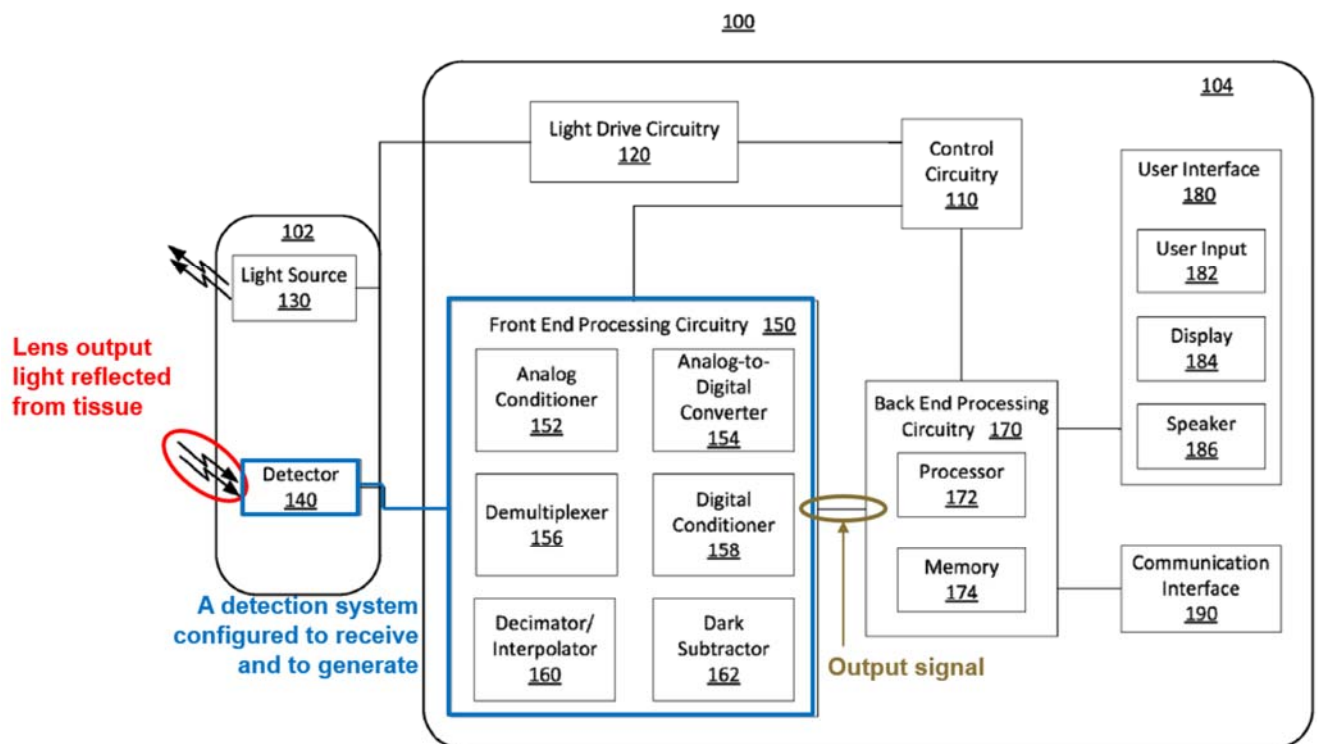 100
104
Light Drive Circuitry
120
Control
Circuitry
110
User Interface
180
User Input
182
Display
184
Speaker
186
102
Light Source
130
Lens output
light reflected
from tissue
Detector
140
Front End Processing Circuitry 150
Analog
Conditioner
152
Analog-to-
Digital
Converter
154
Demultiplexer
156
Digital
Conditioner
158
Decimator/
Interpolator
160
Dark
Subtractor
162
A detection system
configured to receive
and to generate
Output signal
Back End Processing
Circuitry 170
Processor
172
Memory
174
Communication
Interface
190